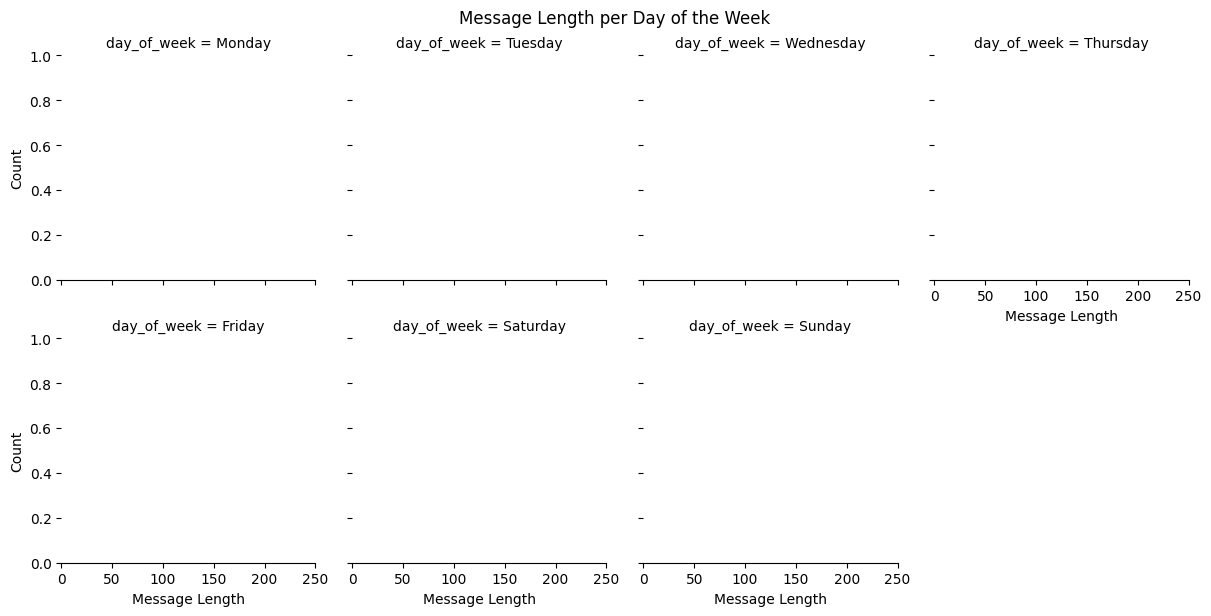 Message Length per Day of the Week
day_of_week = Monday
day_of_week = Tuesday
day_of_week = Wednesday
day_of_week = Thursday
1.0
0.8
0.6
0.4
0.2
0.0
Count
0 50 100 150 200 250
Message Length
day_of_week = Friday
day_of_week = Saturday
day_of_week = Sunday
1.0
0.8
0.6
0.4
0.2
0.0
Count
0 50 100 150 200 250
0 50 100 150 200 250
0 50 100 150 200 250
Message Length
Message Length
Message Length